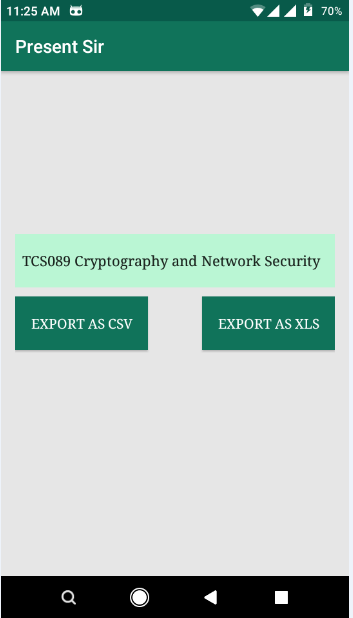 11:25 AM
70%
Present Sir
TCS089 Cryptography and Network Security
EXPORT AS CSV
EXPORT AS XLS